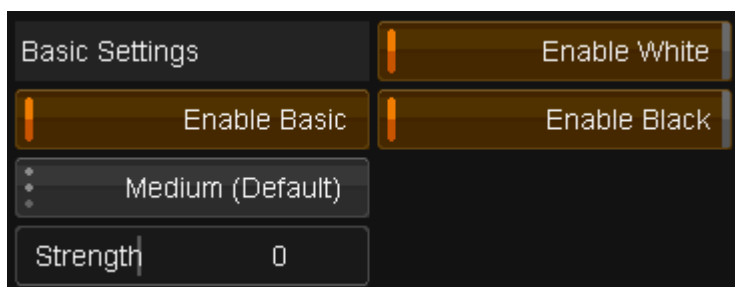 Basic Settings
Enable White
Enable Basic
Enable Black
Medium (Default)
Strength 0